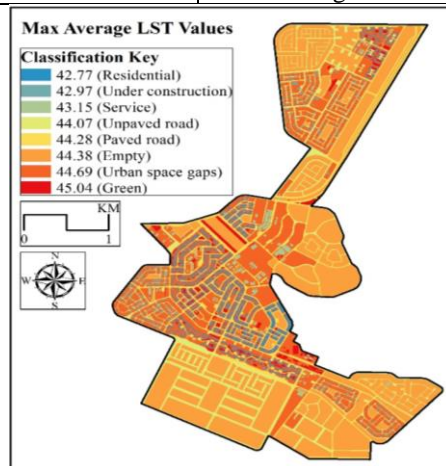 Max Average LST Values
Classification Key
42.77 (Residential)
42.97 (Under construction)
43.15 (Service)
44.07 (Unpaved road)
44.28 (Paved road)
44.38 (Empty)
44.69 (Urban space gaps)
45.04 (Green)
KM
0 1
N
W E
S